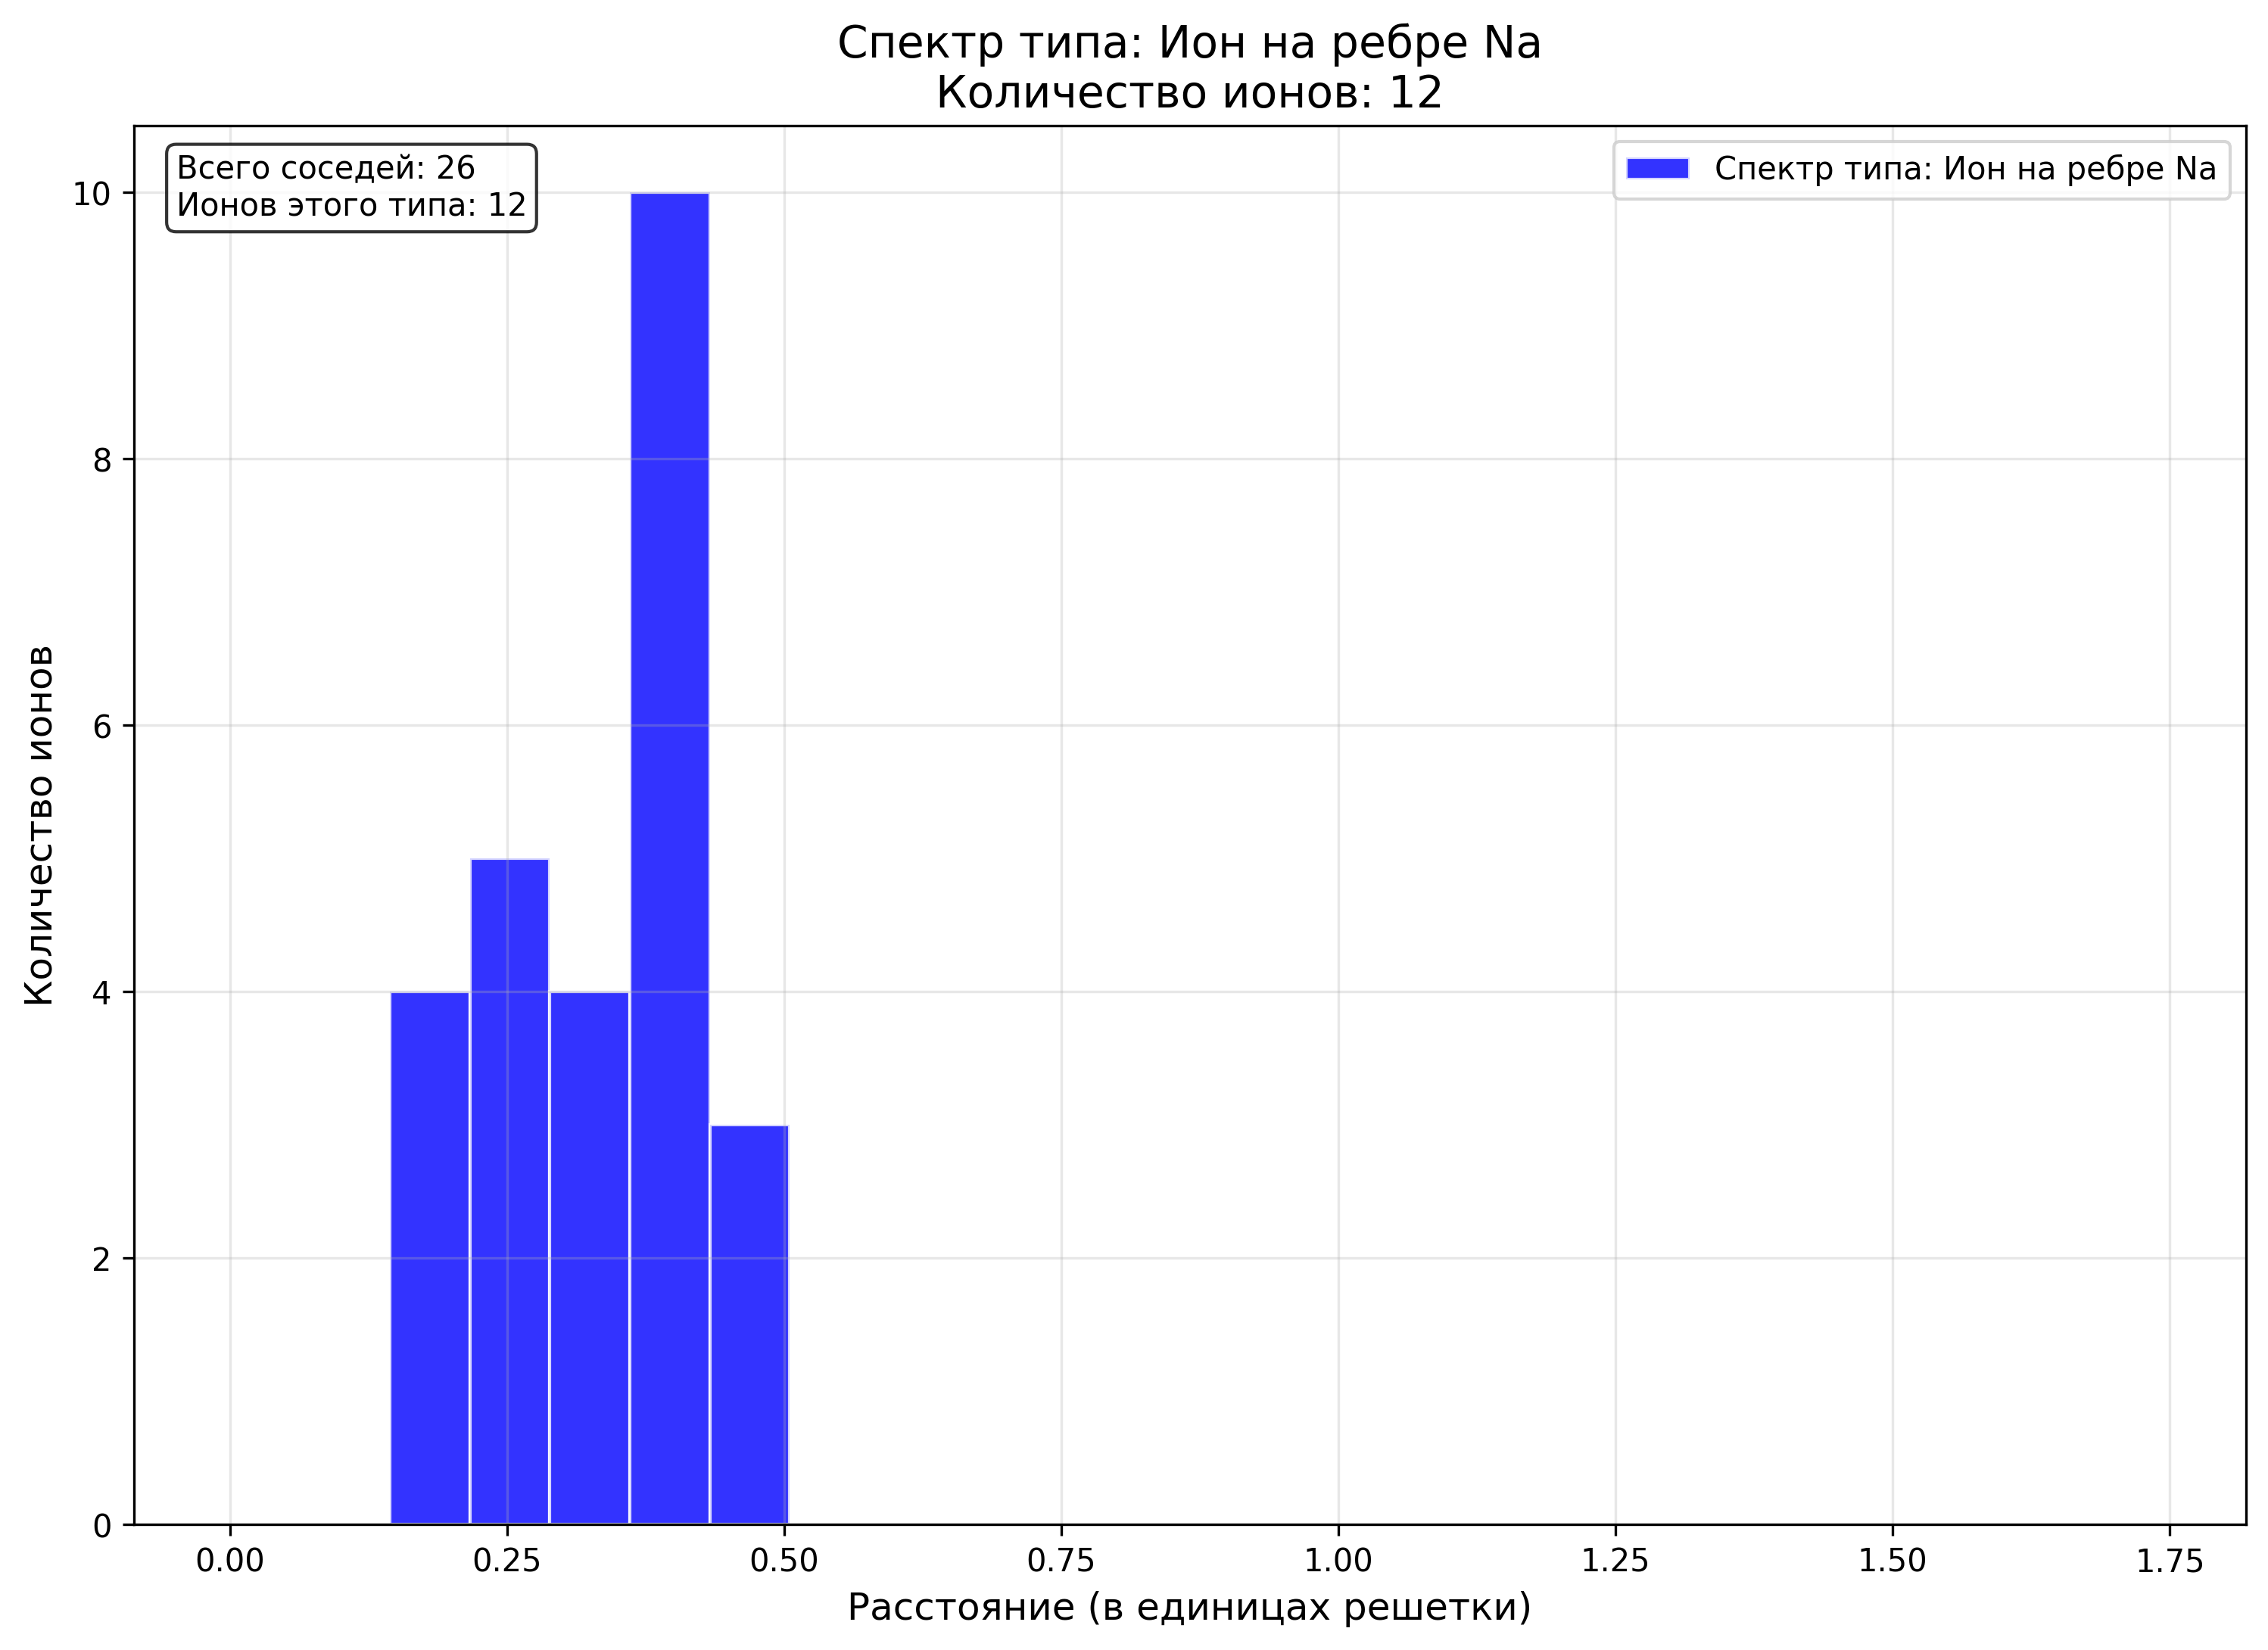 Спектр типа: Ион на ребре Na
Количество ионов: 12
Всего соседей: 26
Ионов этого типа: 12
Спектр типа: Ион на ребре Na
Количество ионов
10
8
6
4
2
0
0.00 0.25 0.50 0.75 1.00 1.25 1.50 1.75
Расстояние (в единицах решетки)